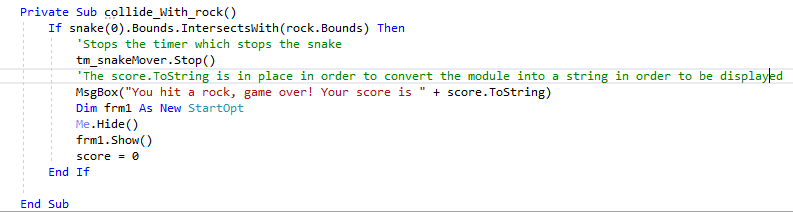 Private Sub collide_With_rock()
If snake(0).Bounds.IntersectsWith(rock.Bounds) Then
'Stops the timer which stops the snake
tm_snakeMover.Stop()
'The score.ToString is in place in order to convert the module into a string in order to be displayed
MsgBox("You hit a rock, game over! Your score is " + score.ToString)
Dim frm1 As New StartOpt
Me.Hide()
frm1.Show()
score = 0
End If
End Sub